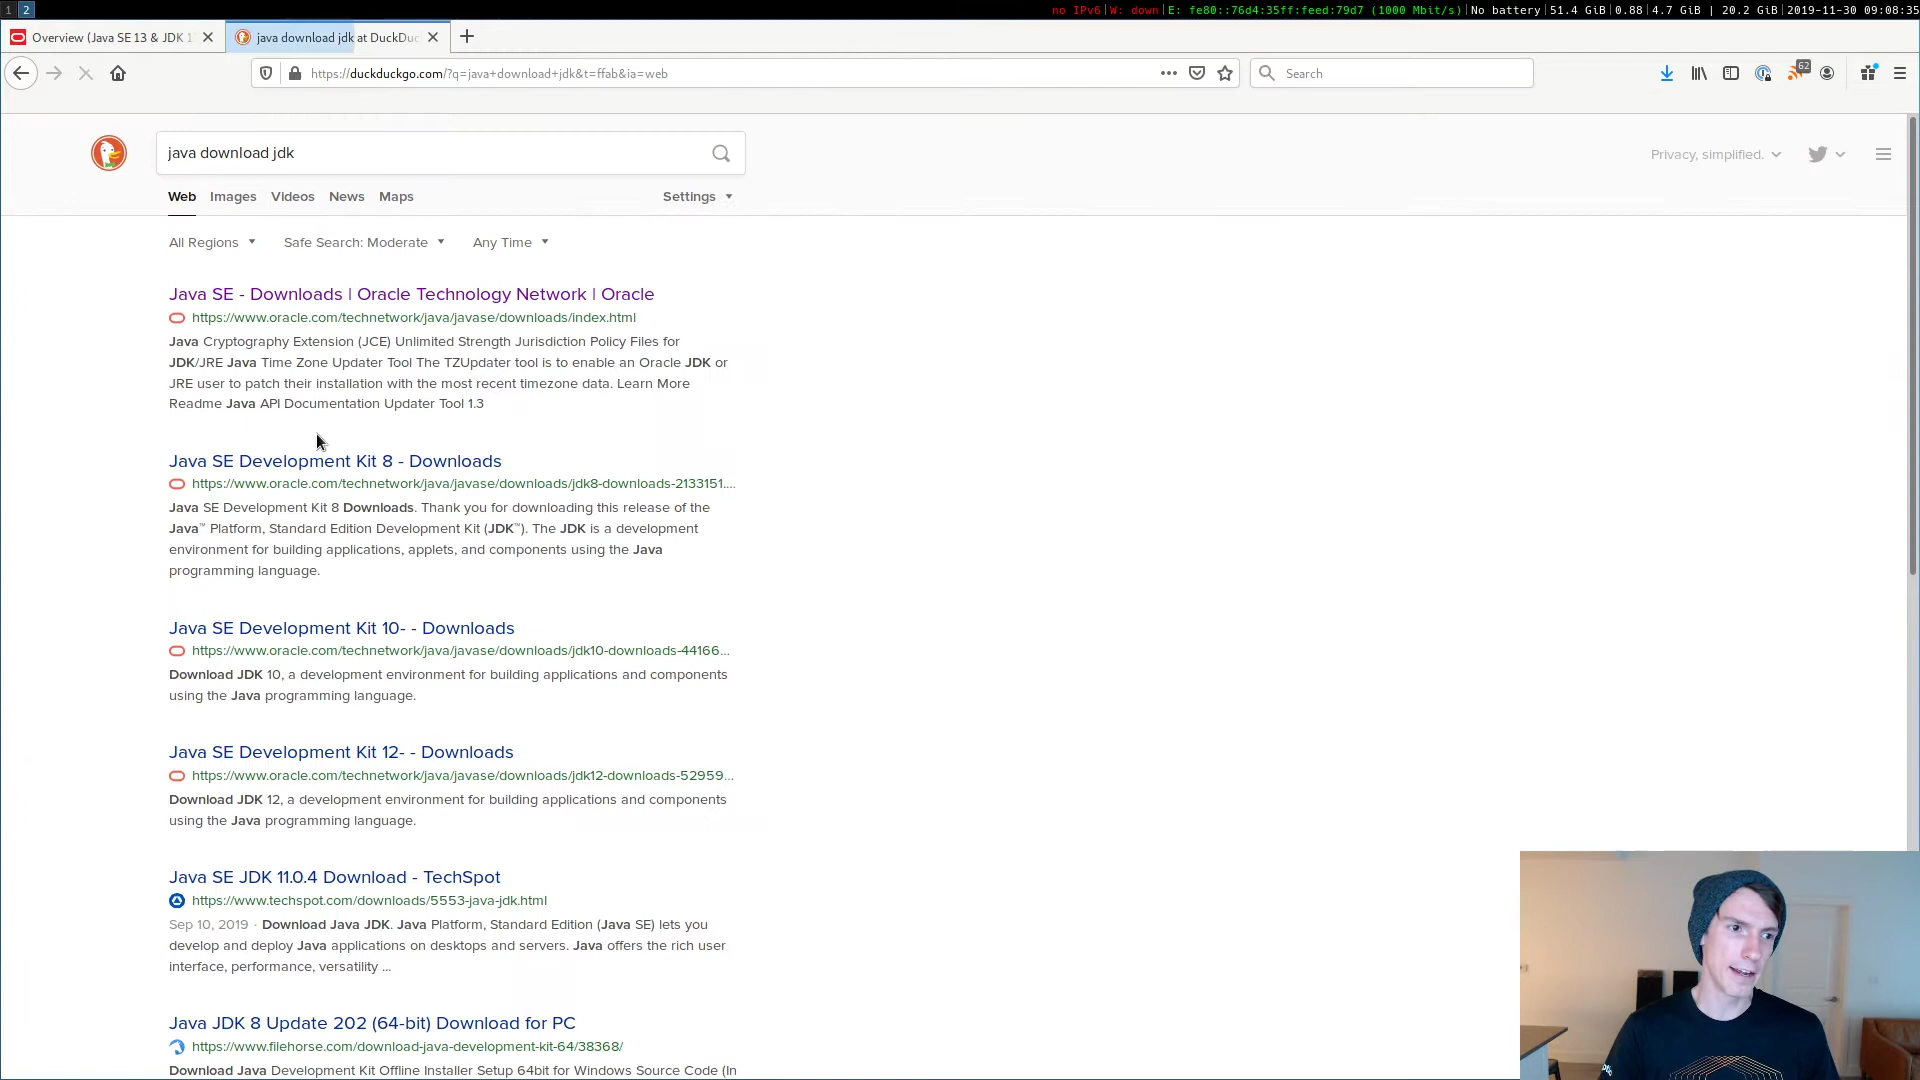 1 2 no IPv6|W: down|E: fe80::76d4:35ff:feed:79d7 (1000 Mbit/s)|No battery|51.4 GiB|0.88|4.7 GiB | 20.2 GiB|2019-11-30 09:08:35
Overview (Java SE 13 & JDK 1
java download jdk at DuckDuc
https://duckduckgo.com/?q=java+download+jdk&t=ffab&ia=web
Search
62
java download jdk
Privacy, simplified.
Web Images Videos News Maps Settings
All Regions Safe Search: Moderate Any Time
Java SE - Downloads | Oracle Technology Network | Oracle
https://www.oracle.com/technetwork/java/javase/downloads/index.html
Java Cryptography Extension (JCE) Unlimited Strength Jurisdiction Policy Files for
JDK/JRE Java Time Zone Updater Tool The TZUpdater tool is to enable an Oracle JDK or
JRE user to patch their installation with the most recent timezone data. Learn More
Readme Java API Documentation Updater Tool 1.3
Java SE Development Kit 8 - Downloads
https://www.oracle.com/technetwork/java/javase/downloads/jdk8-downloads-2133151....
Java SE Development Kit 8 Downloads. Thank you for downloading this release of the
Java™ Platform, Standard Edition Development Kit (JDK™). The JDK is a development
environment for building applications, applets, and components using the Java
programming language.
Java SE Development Kit 10- - Downloads
https://www.oracle.com/technetwork/java/javase/downloads/jdk10-downloads-44166...
Download JDK 10, a development environment for building applications and components
using the Java programming language.
Java SE Development Kit 12- - Downloads
https://www.oracle.com/technetwork/java/javase/downloads/jdk12-downloads-52959...
Download JDK 12, a development environment for building applications and components
using the Java programming language.
Java SE JDK 11.0.4 Download - TechSpot
https://www.techspot.com/downloads/5553-java-jdk.html
Sep 10, 2019 · Download Java JDK. Java Platform, Standard Edition (Java SE) lets you
develop and deploy Java applications on desktops and servers. Java offers the rich user
interface, performance, versatility ...
Java JDK 8 Update 202 (64-bit) Download for PC
https://www.filehorse.com/download-java-development-kit-64/38368/
Download Java Development Kit Offline Installer Setup 64bit for Windows Source Code (In